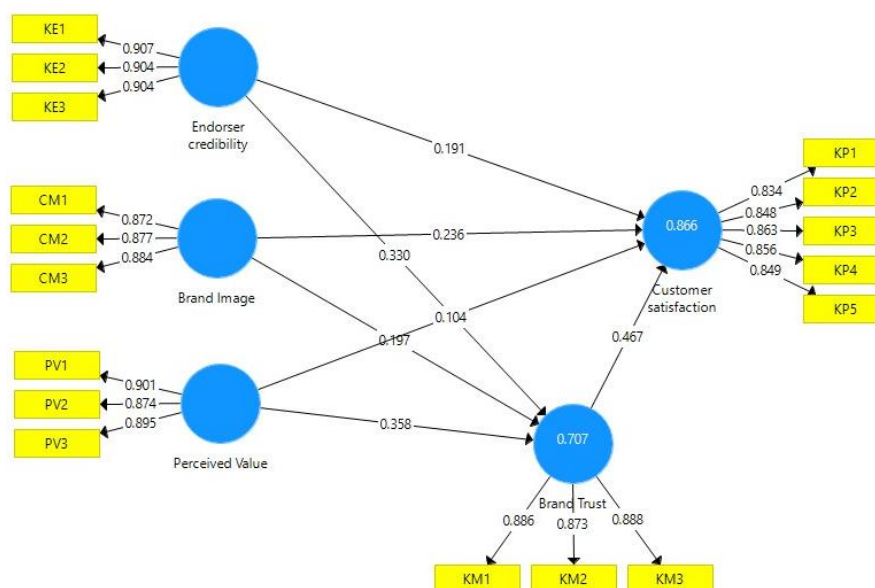 KE1
0.907
KE2
0.904
KE3
0.904
Endorser
credibility
0.191
CM1
0.872
CM2
0.877
CM3
0.884
Brand Image
0.236
0.330
0.104
0.197
KP1
0.834
KP2
0.848
0.866
0.863
KP3
0.856
KP4
0.849
KP5
Customer
satisfaction
0.467
PV1
0.901
PV2
0.874
PV3
0.895
Perceived Value
0.358
0.707
Brand Trust
0.886
0.873
0.888
KM1
KM2
KM3